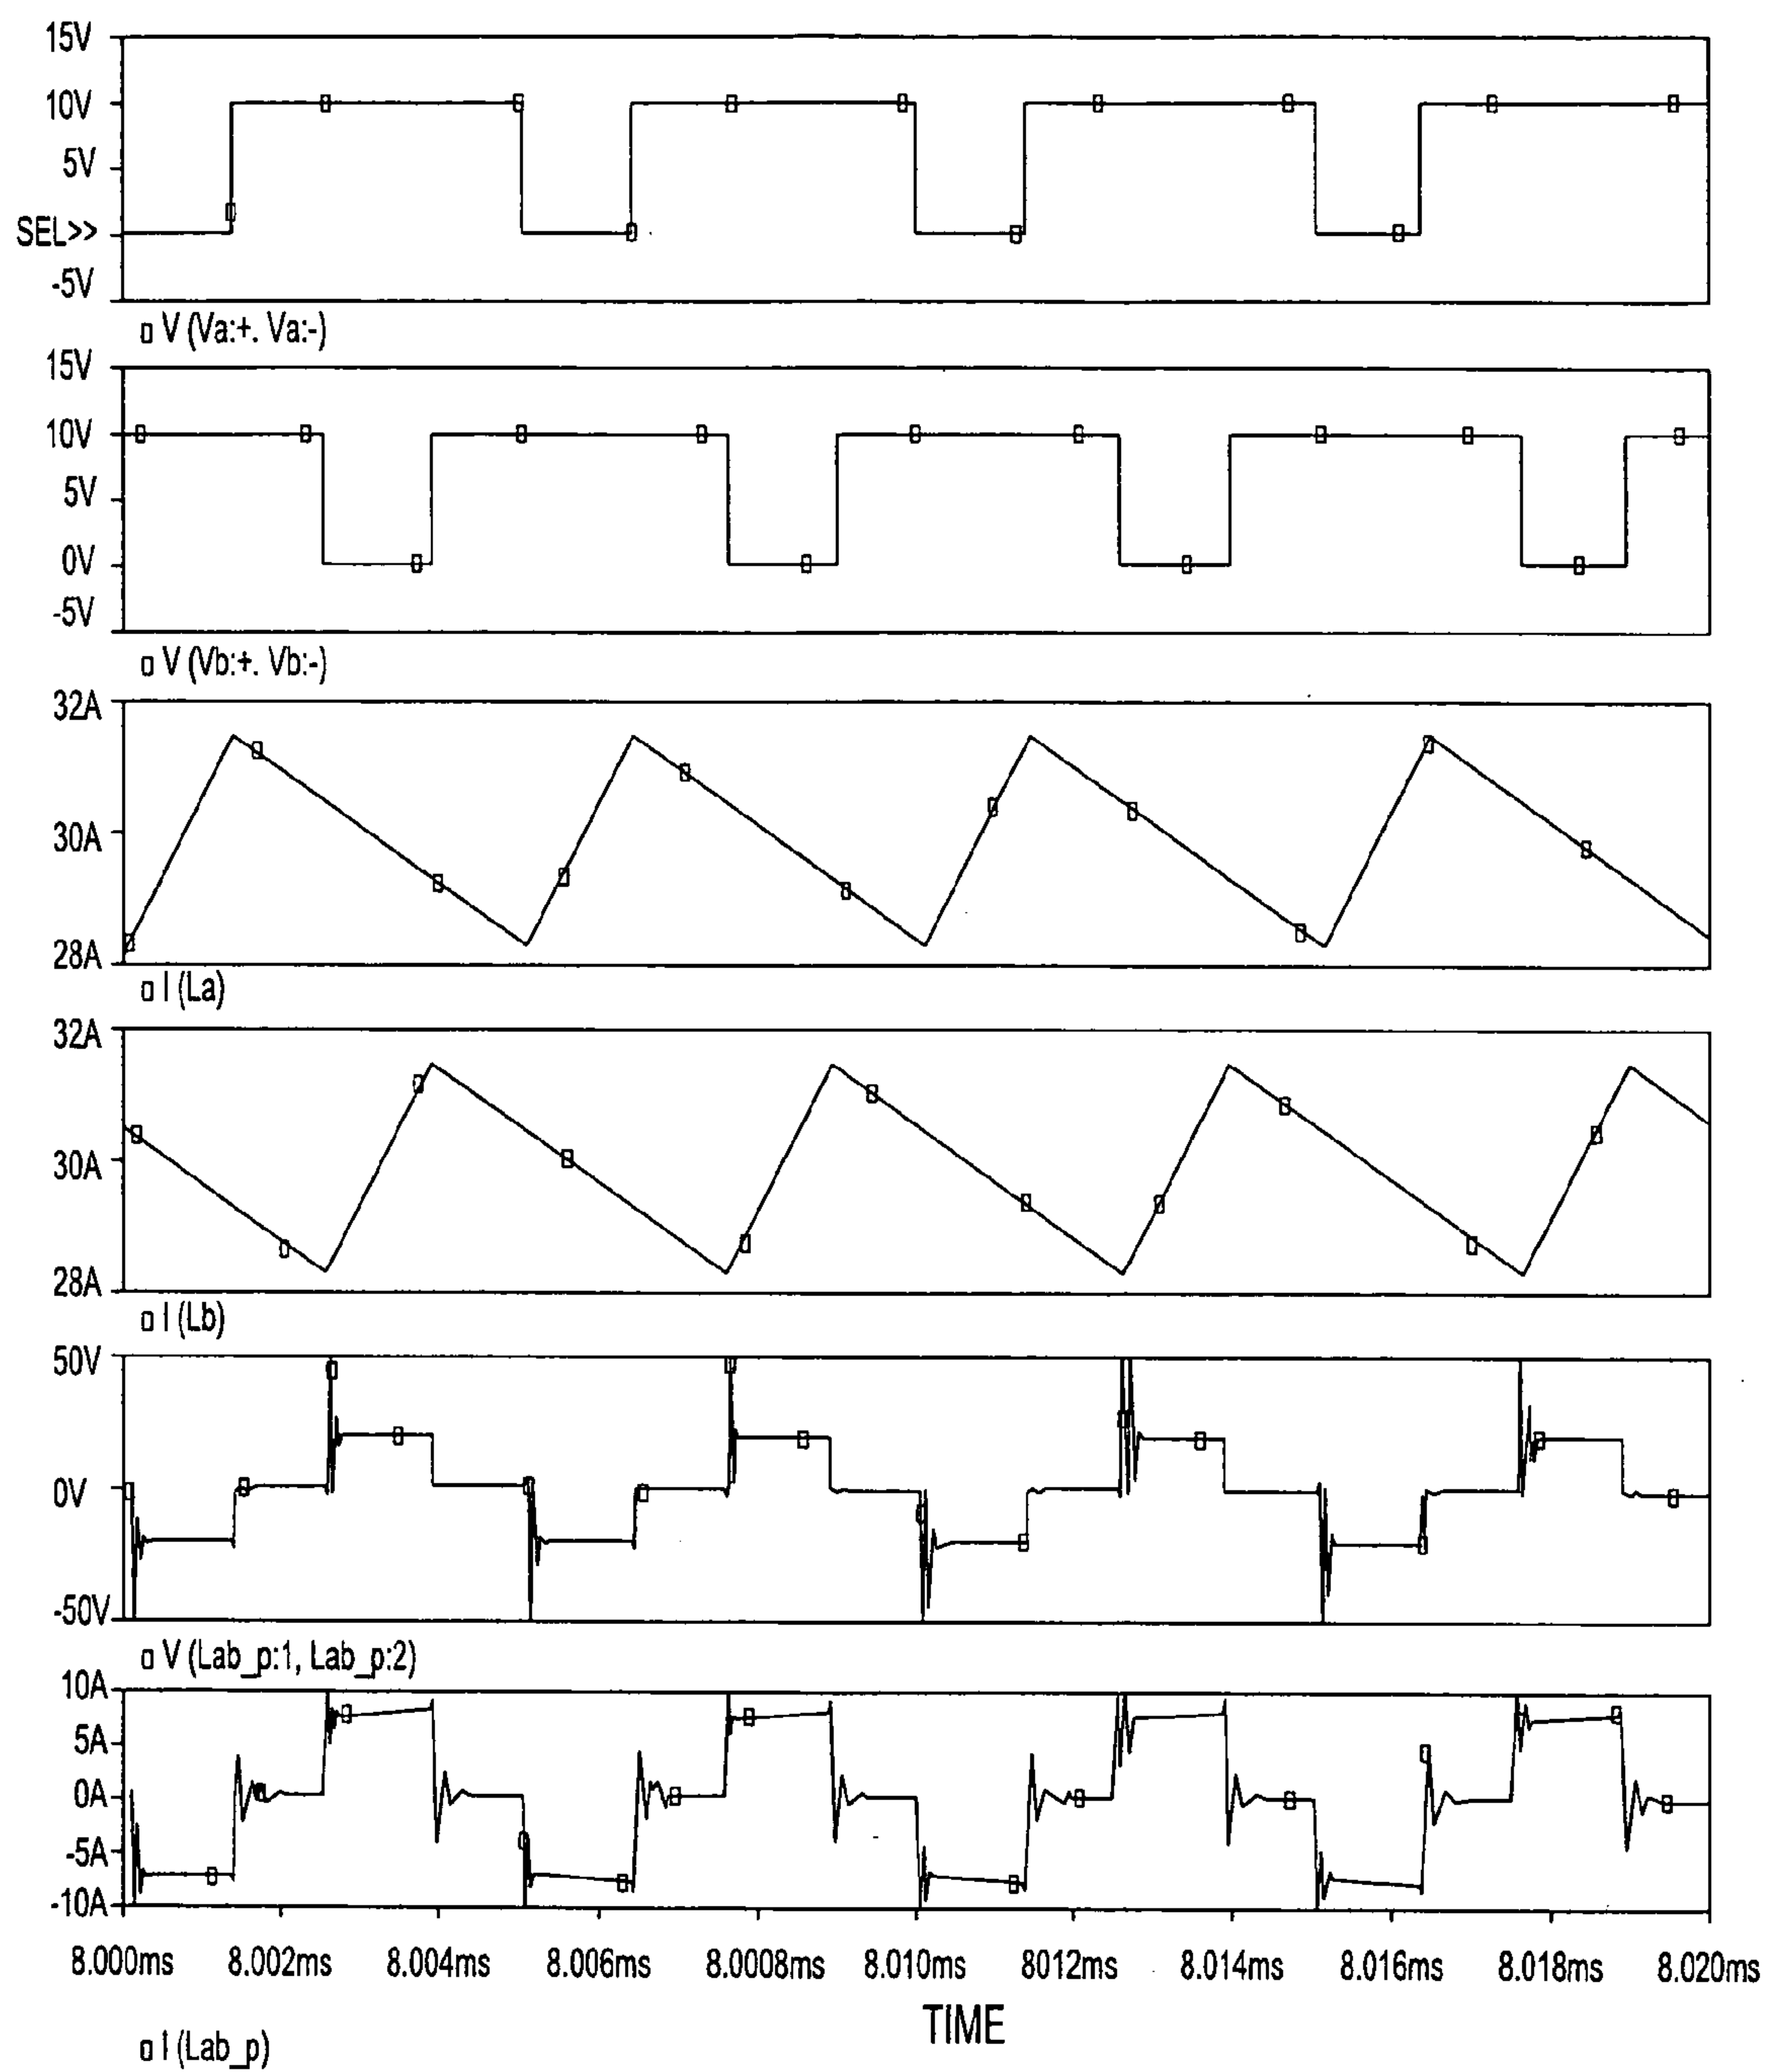 15V
10V
5V
SEL>>
-5V
▯ V (Va:+. Va:-)
15V
10V
5V
0V
-5V
▯ V (Vb:+. Vb:-)
32A
30A
28A
▯ I (La)
32A
30A
28A
▯ I (Lb)
50V
0V
-50V
▯ V (Lab_p:1, Lab_p:2)
10A
5A
0A
-5A
-10A
8.000ms 8.002ms 8.004ms 8.006ms 8.0008ms 8.010ms 8012ms 8.014ms 8.016ms 8.018ms 8.020ms
TIME
▯ I (Lab_p)